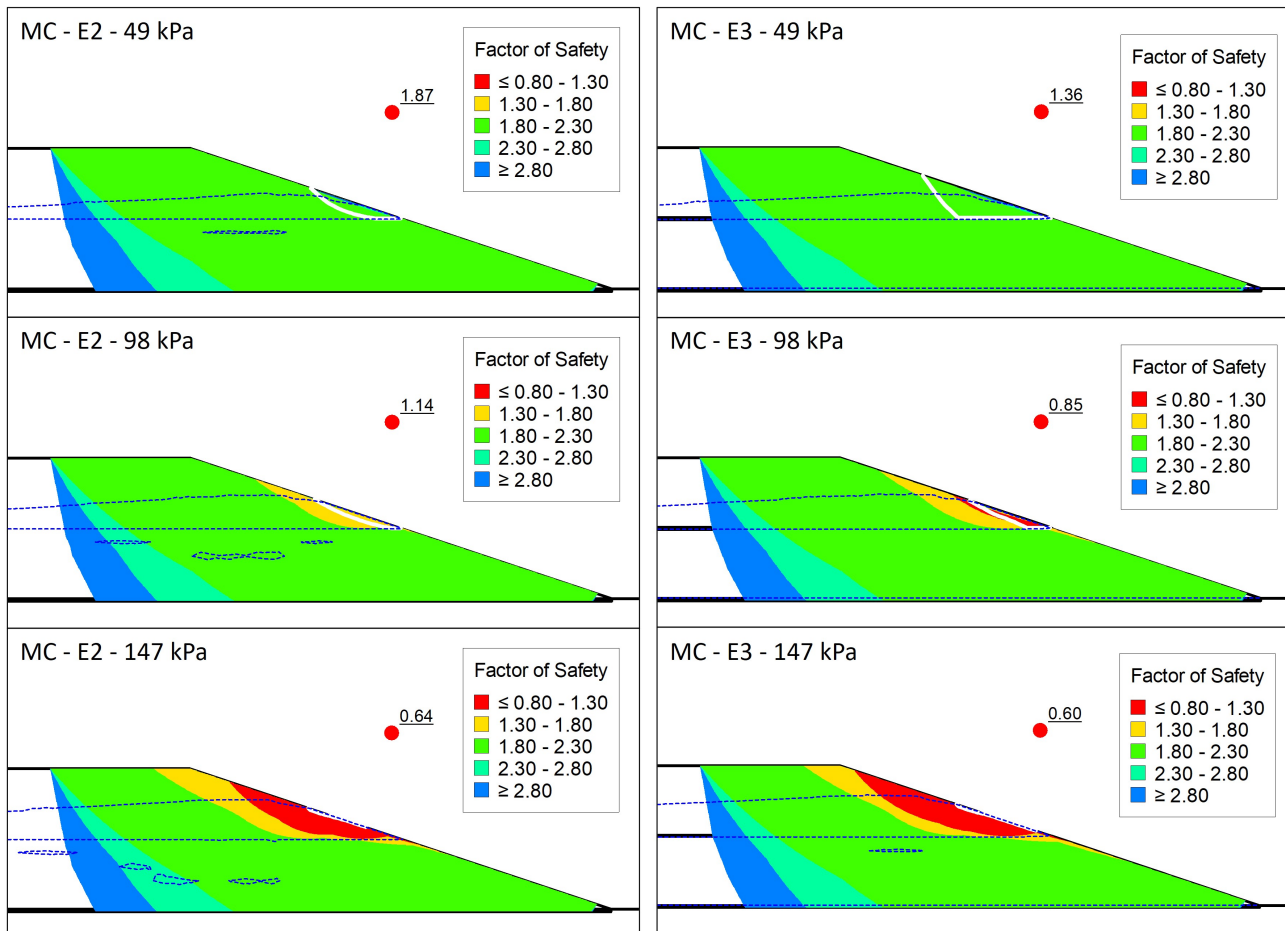 MC - E2 - 49 kPa
Factor of Safety
≤ 0.80 - 1.30
1.30 - 1.80
1.80 - 2.30
2.30 - 2.80
≥ 2.80
1.87
MC - E3 - 49 kPa
Factor of Safety
≤ 0.80 - 1.30
1.30 - 1.80
1.80 - 2.30
2.30 - 2.80
≥ 2.80
1.36
MC - E2 - 98 kPa
Factor of Safety
≤ 0.80 - 1.30
1.30 - 1.80
1.80 - 2.30
2.30 - 2.80
≥ 2.80
1.14
MC - E3 - 98 kPa
Factor of Safety
≤ 0.80 - 1.30
1.30 - 1.80
1.80 - 2.30
2.30 - 2.80
≥ 2.80
0.85
MC - E2 - 147 kPa
Factor of Safety
≤ 0.80 - 1.30
1.30 - 1.80
1.80 - 2.30
2.30 - 2.80
≥ 2.80
0.64
MC - E3 - 147 kPa
Factor of Safety
≤ 0.80 - 1.30
1.30 - 1.80
1.80 - 2.30
2.30 - 2.80
≥ 2.80
0.60